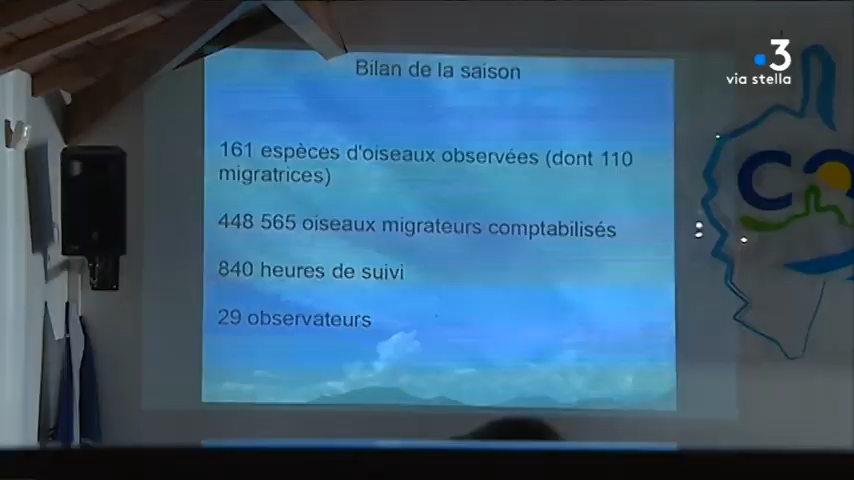 3
via stella
Bilan de la saison
161 espèces d'oiseaux observées (dont 110
migratrices)
448 565 oiseaux migrateurs comptabilisés
840 heures de suivi
29 observateurs